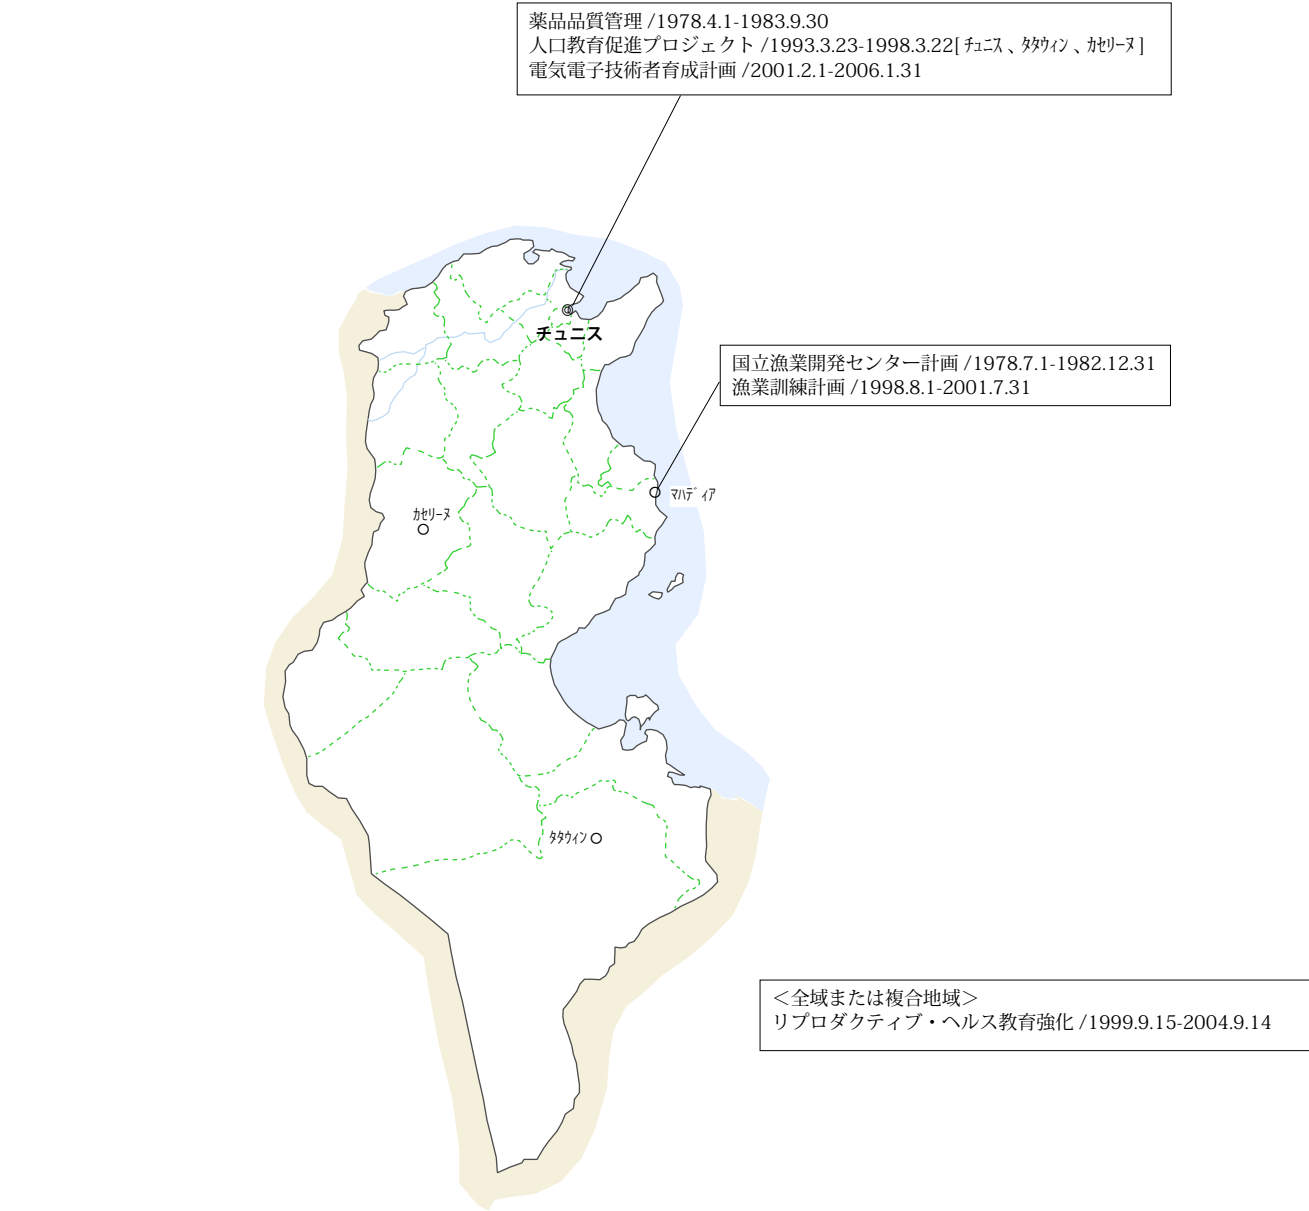 薬品品質管理 /1978.4.1-1983.9.30
人口教育促進プロジェクト /1993.3.23-1998.3.22[ ﾁｭﾆｽ 、ﾀﾀｳｨﾝ 、ｶｾﾘｰﾇ ]
電気電子技術者育成計画 /2001.2.1-2006.1.31
チュニス
国立漁業開発センター計画 /1978.7.1-1982.12.31
漁業訓練計画 /1998.8.1-2001.7.31
ﾏﾊﾃﾞｨｱ
ｶｾﾘｰﾇ
ﾀﾀｳｨﾝ
＜全域または複合地域＞
リプロダクティブ・ヘルス教育強化 /1999.9.15-2004.9.14